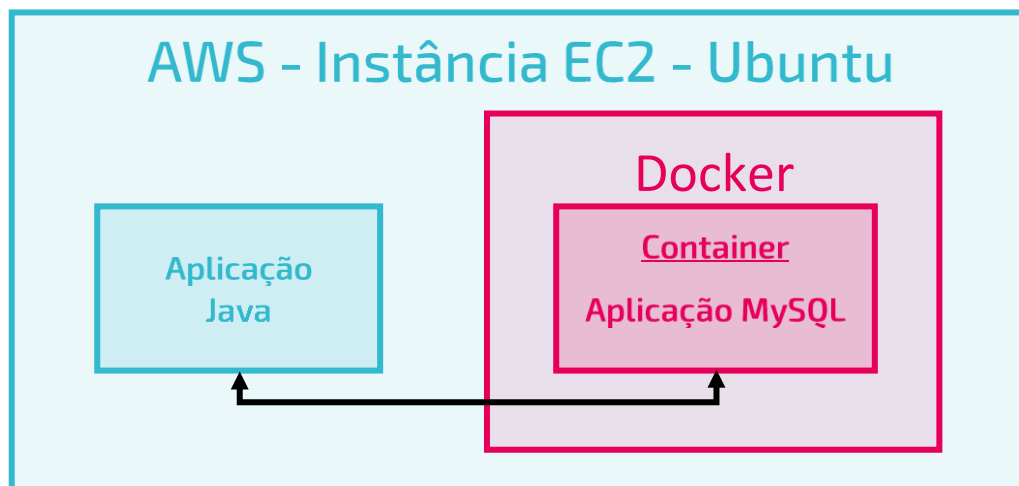 AWS - Instância EC2 - Ubuntu
Docker
Aplicação
Java
Container
Aplicação MySQL